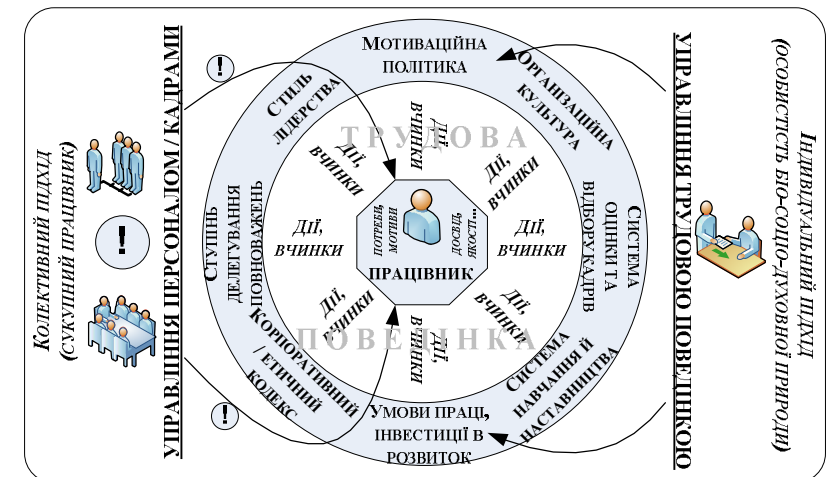 КОЛЕКТИВНИЙ ПІДХІД
(СУКУПНИЙ ПРАЦІВНИК)
!
УПРАВЛІННЯ ПЕРСОНАЛОМ / КАДРАМИ
!
!
МОТИВАЦІЙНА
ПОЛІТИКА
ОРГАНІЗАЦІЙНА
КУЛЬТУРА
СИСТЕМА
ОЦІНКИ ТА
ВІДБОРУ КАДРІВ
СИСТЕМА
НАВЧАННЯ Й
НАСТАВНИЦТВА
УМОВИ ПРАЦІ,
ІНВЕСТИЦІЇ В
РОЗВИТОК
КОРПОРАТИВНИЙ
/ ЕТИЧНИЙ
КОДЕКС
СТУПІНЬ
ДЕЛЕГУВАННЯ
ПОВНОВАЖЕНЬ
СТИЛЬ
ЛІДЕРСТВА
ТРУДОВА
ДІЇ,
ВЧИНКИ
ДІЇ,
ВЧИНКИ
ДІЇ,
ВЧИНКИ
ДІЇ,
ВЧИНКИ
ДІЇ,
ВЧИНКИ
ДІЇ,
ВЧИНКИ
ДІЇ,
ВЧИНКИ
ДІЇ,
ВЧИНКИ
ПОТРЕБИ,
МОТИВИ
ДОСВІД,
ЯКОСТІ...
ПРАЦІВНИК
ПОВЕДІНКА
УПРАВЛІННЯ ТРУДОВОЮ ПОВЕДІНКОЮ
ІНДИВІДУАЛЬНИЙ ПІДХІД
(ОСОБИСТІСТЬ БІО-СОЦІО-ДУХОВНОЇ ПРИРОДИ)